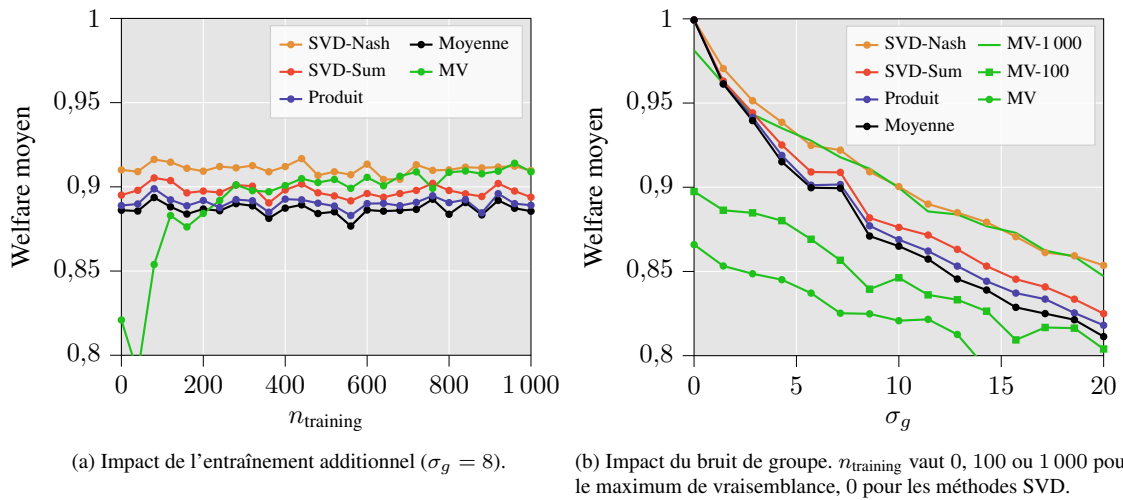 Welfare moyen
1
0,95
0,9
0,85
0,8
SVD-Nash
SVD-Sum
Produit
Moyenne
MV
0 200 400 600 800 1 000
n_training
(a) Impact de l'entraînement additionnel (σ_g = 8).
Welfare moyen
1
0,95
0,9
0,85
0,8
SVD-Nash
SVD-Sum
Produit
Moyenne
MV-1 000
MV-100
MV
0 5 10 15 20
σ_g
(b) Impact du bruit de groupe. n_training vaut 0, 100 ou 1 000 pou
le maximum de vraisemblance, 0 pour les méthodes SVD.